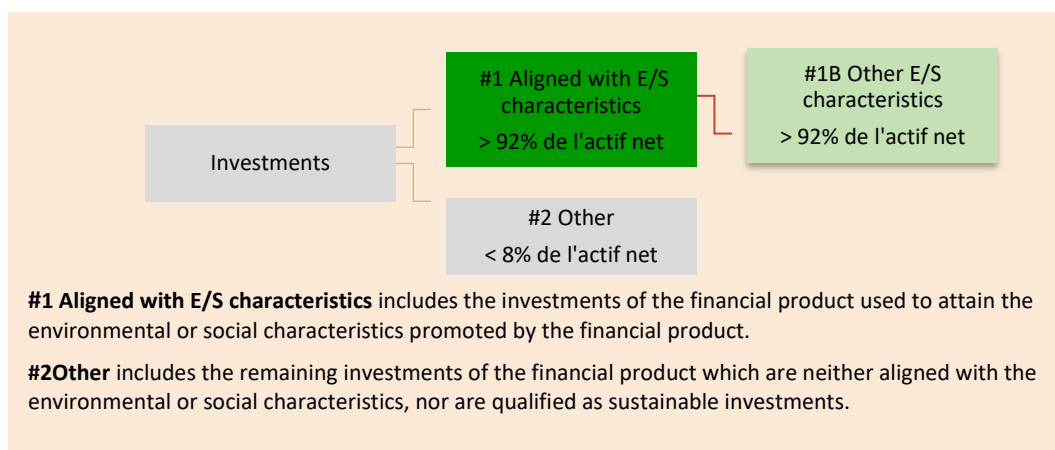 #1 Aligned with E/S
characteristics
> 92% de l'actif net
#1B Other E/S
characteristics
> 92% de l'actif net
Investments
#2 Other
< 8% de l'actif net
#1 Aligned with E/S characteristics includes the investments of the financial product used to attain the
environmental or social characteristics promoted by the financial product.
#2Other includes the remaining investments of the financial product which are neither aligned with the
environmental or social characteristics, nor are qualified as sustainable investments.